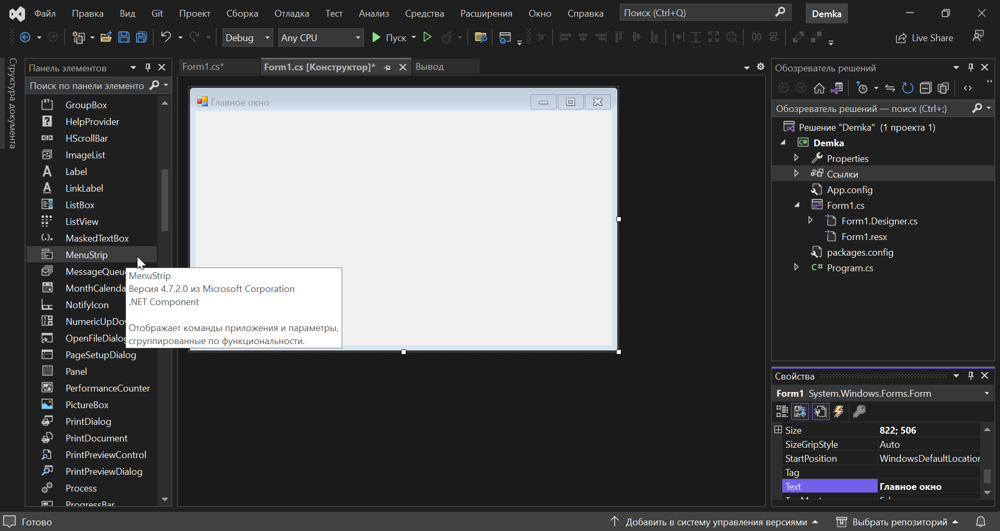 Файл Правка Вид Git Проект Сборка Отладка Тест Анализ Средства Расширения Окно Справка Поиск (Ctrl+Q) Demka
Debug Any CPU Пуск Live Share
Структура документа
Панель элементов
Поиск по панели элементо
GroupBox
HelpProvider
HScrollBar
ImageList
Label
LinkLabel
ListBox
ListView
MaskedTextBox
MenuStrip
MessageQueu
MonthCalenda
NotifyIcon
NumericUpDo
OpenFileDialog
PageSetupDialog
Panel
PerformanceCounter
PictureBox
PrintDialog
PrintDocument
PrintPreviewControl
PrintPreviewDialog
Process
ProgressBar
MenuStrip
Версия 4.7.2.0 из Microsoft Corporation
.NET Component
Отображает команды приложения и параметры,
сгруппированные по функциональности.
Form1.cs* Form1.cs [Конструктор]* Вывод
Главное окно
Обозреватель решений
Обозреватель решений — поиск (Ctrl+;)
Решение "Demka" (1 проекта 1)
C# Demka
Properties
Ссылки
App.config
Form1.cs
Form1.Designer.cs
Form1.resx
packages.config
C# Program.cs
Свойства
Form1 System.Windows.Forms.Form
Size 822; 506
SizeGripStyle Auto
StartPosition WindowsDefaultLocation
Tag
Text Главное окно
Готово Добавить в систему управления версиями Выбрать репозиторий